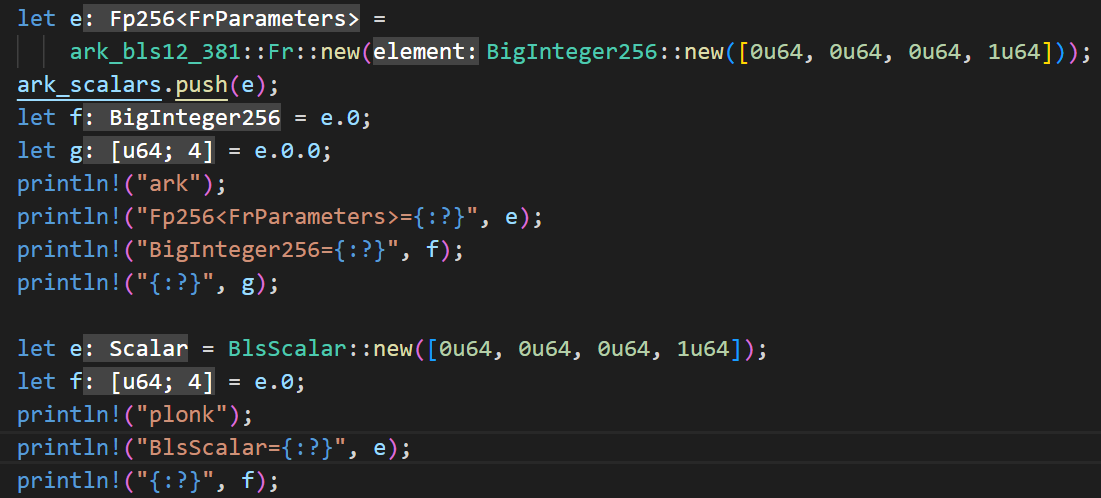 let e: Fp256<FrParameters> =
ark_bls12_381::Fr::new(element: BigInteger256::new([0u64, 0u64, 0u64, 1u64]));
ark_scalars.push(e);
let f: BigInteger256 = e.0;
let g: [u64; 4] = e.0.0;
println!("ark");
println!("Fp256<FrParameters>={:?}", e);
println!("BigInteger256={:?}", f);
println!("{:?}", g);
let e: Scalar = BlsScalar::new([0u64, 0u64, 0u64, 1u64]);
let f: [u64; 4] = e.0;
println!("plonk");
println!("BlsScalar={:?}", e);
println!("{:?}", f);